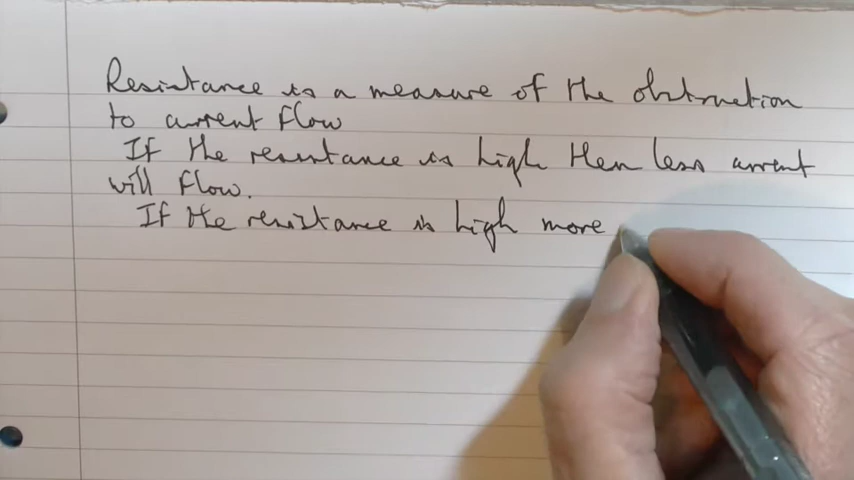 Resistance is a measure of the obstruction
to current flow
If the resistance is high then less current
will flow.
If the resistance is high more